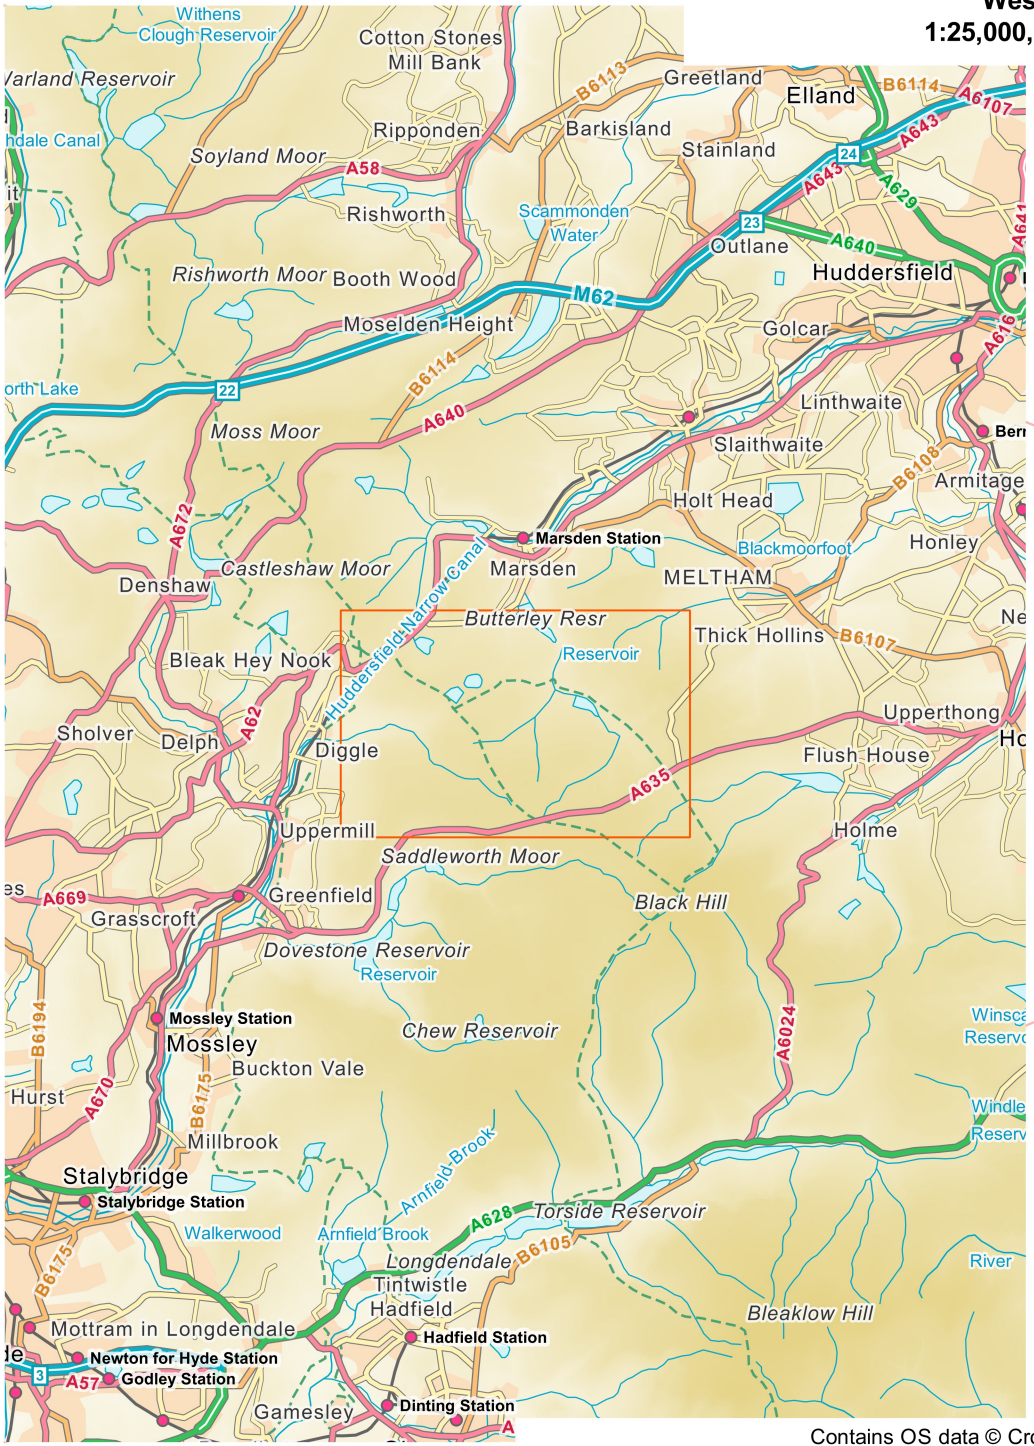 Wes
1:25,000,
Withens
Clough Reservoir
Cotton Stones
Mill Bank
Varland Reservoir
B6113
Greetland
B6114
Elland
A6107
hdale Canal
Ripponden
Barkisland
A643
Stainland
24
Soyland Moor
A58
A643
A629
it
Rishworth
Scammonden
Water
23
A641
Outlane
A640
Rishworth Moor
Booth Wood
Huddersfield
M62
Moselden Height
Golcar
A616
B6114
22
orth Lake
A640
Linthwaite
Moss Moor
Slaithwaite
Berr
B6108
Armitage
Holt Head
A672
Marsden Station
Blackmoorfoot
Honley
Castleshaw Moor
Marsden
MELTHAM
Denshaw
Huddersfield Narrow Canal
Butterley Resr
Ne
Thick Hollins
B6107
Bleak Hey Nook
Reservoir
A62
Upperthong
Sholver
Delph
Diggle
Flush House
Ho
A635
Uppermill
Holme
Saddleworth Moor
es
A669
Greenfield
Black Hill
Grasscroft
Dovestone Reservoir
Reservoir
B6194
Mossley Station
Winsca
Reservo
Chew Reservoir
A6024
Mossley
Buckton Vale
Hurst
A670
B6175
Windle
Reserv
Millbrook
Arnfield Brook
Stalybridge
Stalybridge Station
A628
Torside Reservoir
Walkerwood
Arnfield Brook
B6105
B6175
Longdendale
River
Tintwistle
Hadfield
Bleaklow Hill
Mottram in Longdendale
Hadfield Station
de
Newton for Hyde Station
3
A57
Godley Station
Gamesley
Dinting Station
A
Contains OS data © Cro